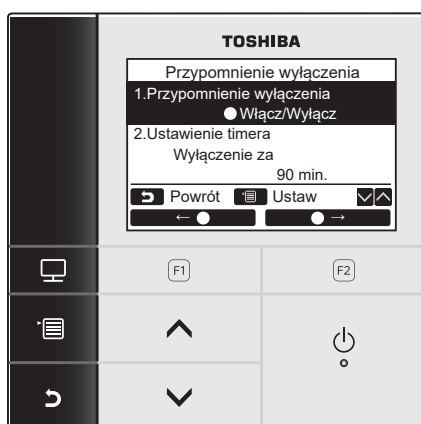 TOSHIBA
Przypomnienie wyłączenia
1.Przypomnienie wyłączenia
Włącz/Wyłącz
2.Ustawienie timera
Wyłączenie za
90 min.
Powrót Ustaw
← →
F1 F2